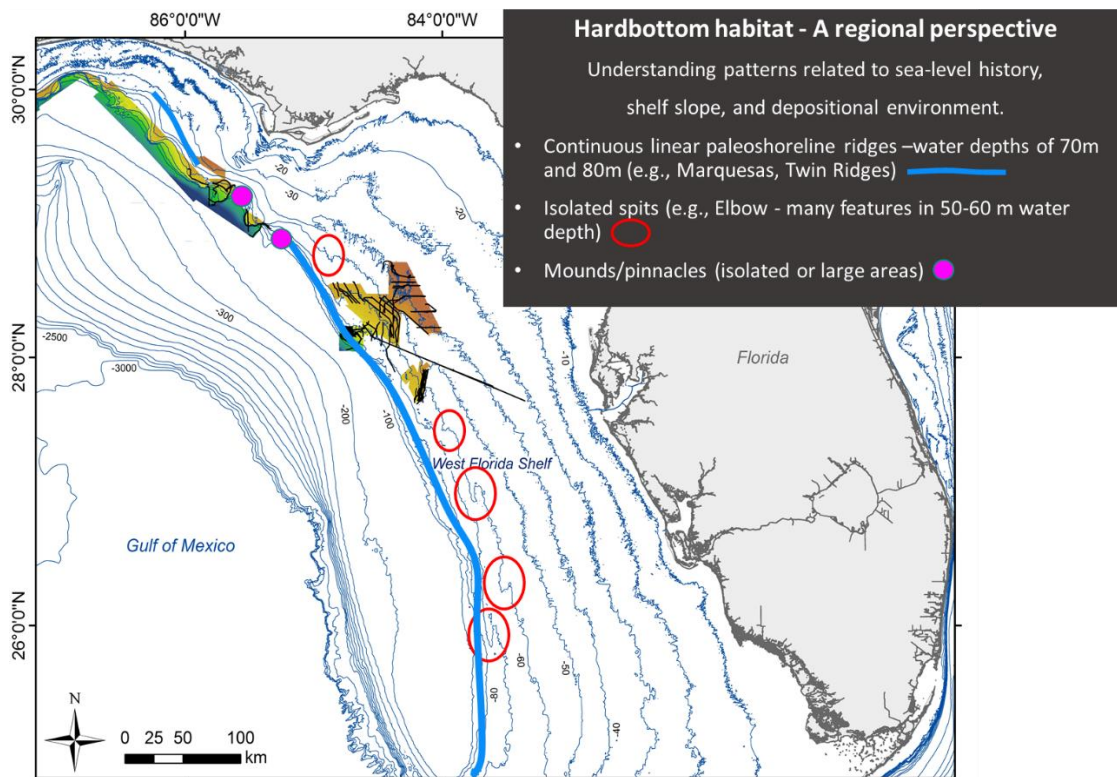 86°0'0"W
84°0'0"W
Hardbottom habitat - A regional perspective
Understanding patterns related to sea-level history,
shelf slope, and depositional environment.
• Continuous linear paleoshoreline ridges –water depths of 70m
and 80m (e.g., Marquesas, Twin Ridges)
• Isolated spits (e.g., Elbow - many features in 50-60 m water
depth)
• Mounds/pinnacles (isolated or large areas)
30°0'0"N
28°0'0"N
26°0'0"N
-20
-30
-20
-300
-2500
-3000
-200
-100
-10
Florida
West Florida Shelf
Gulf of Mexico
-80
-60
-50
-40
N
0 25 50 100
km